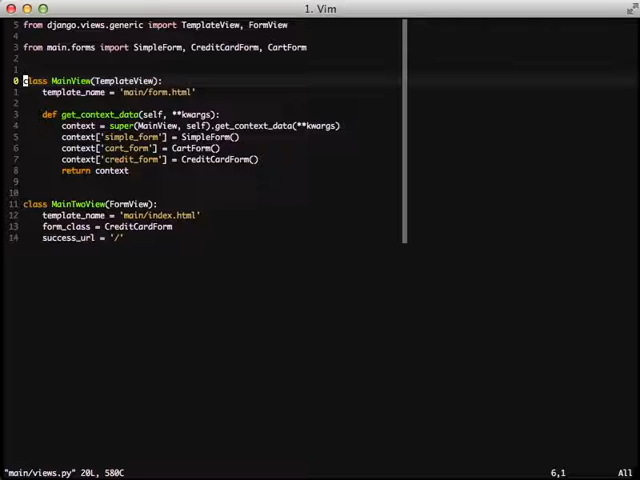 1. Vim
5 from django.views.generic import TemplateView, FormView
4
3 from main.forms import SimpleForm, CreditCardForm, CartForm
2
1
0 class MainView(TemplateView):
1 template_name = 'main/form.html'
2
3 def get_context_data(self, **kwargs):
4 context = super(MainView, self).get_context_data(**kwargs)
5 context['simple_form'] = SimpleForm()
6 context['cart_form'] = CartForm()
7 context['credit_form'] = CreditCardForm()
8 return context
9
10
11 class MainTwoView(FormView):
12 template_name = 'main/index.html'
13 form_class = CreditCardForm
14 success_url = '/'
"main/views.py" 20L, 580C 6,1 All